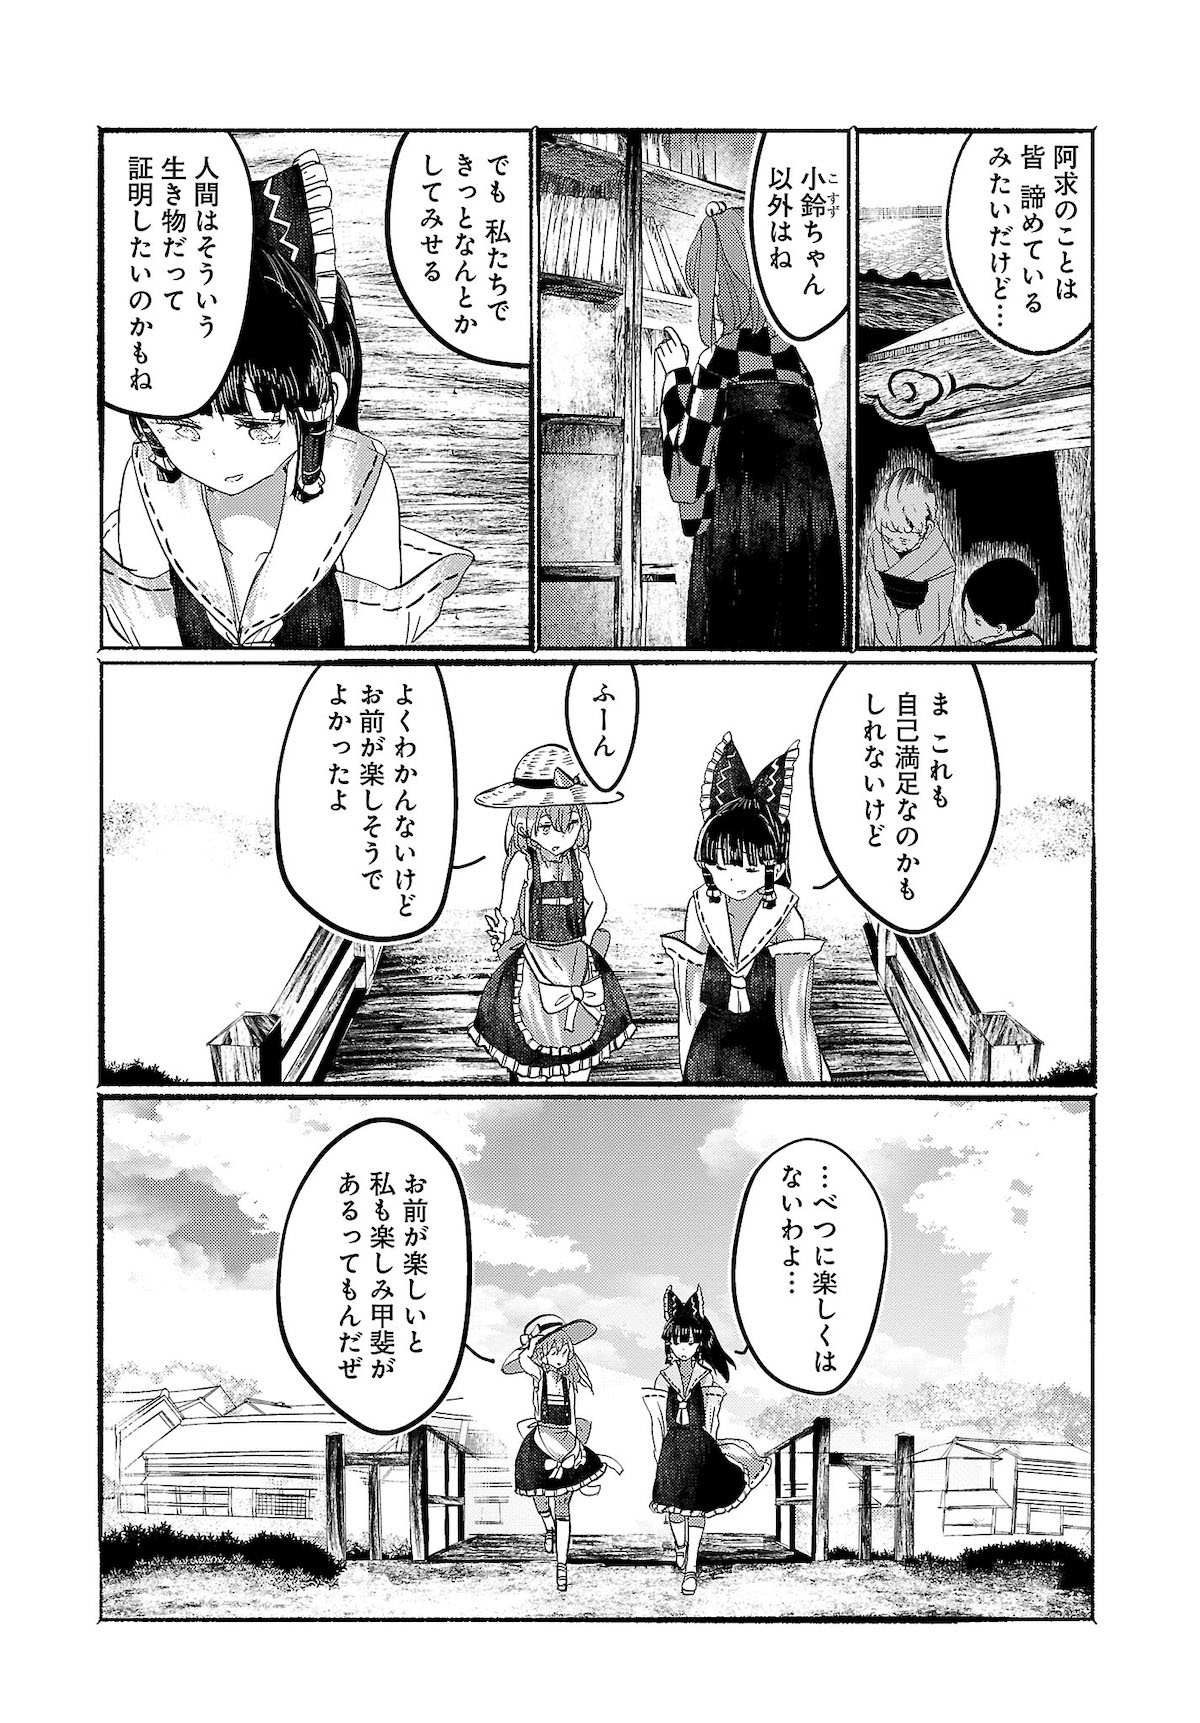 阿求のことは
皆 諦めている
みたいだけど…
小鈴ちゃん
こすず
以外はね
でも 私たちで
きっとなんとか
してみせる
人間はそういう
生き物だって
証明したいのかもね
ま これも
自己満足なのかも
しれないけど
ふーん
よくわかんないけど
お前が楽しそうで
よかったよ
…べつに楽しくは
ないわよ…
お前が楽しいと
私も楽しみ甲斐が
あるってもんだぜ